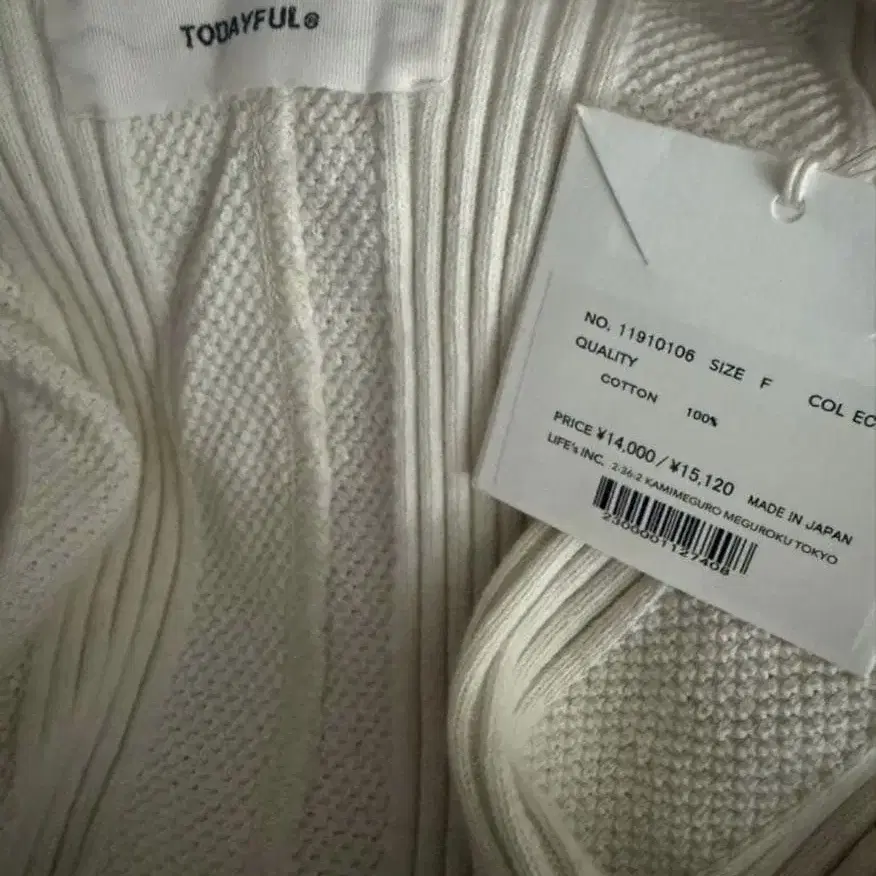 TODAYFUL®
NO. 11910106 SIZE F COL EC
QUALITY
COTTON 100%
PRICE ¥14,000 / ¥15,120 MADE IN JAPAN
LIFE's INC. 2-36-2 KAMIMEGURO MEGUROKU TOKYO
2300001127408